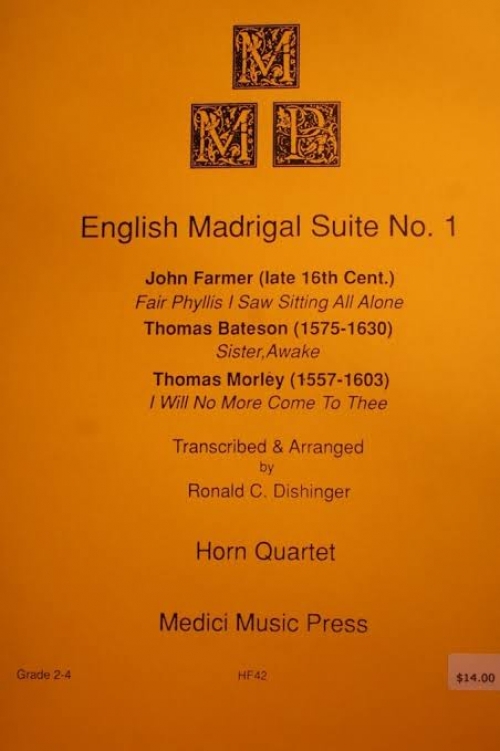 M
M P
English Madrigal Suite No. 1
John Farmer (late 16th Cent.)
Fair Phyllis I Saw Sitting All Alone
Thomas Bateson (1575-1630)
Sister,Awake
Thomas Morley (1557-1603)
I Will No More Come To Thee
Transcribed & Arranged
by
Ronald C. Dishinger
Horn Quartet
Medici Music Press
Grade 2-4 HF42 $14.00